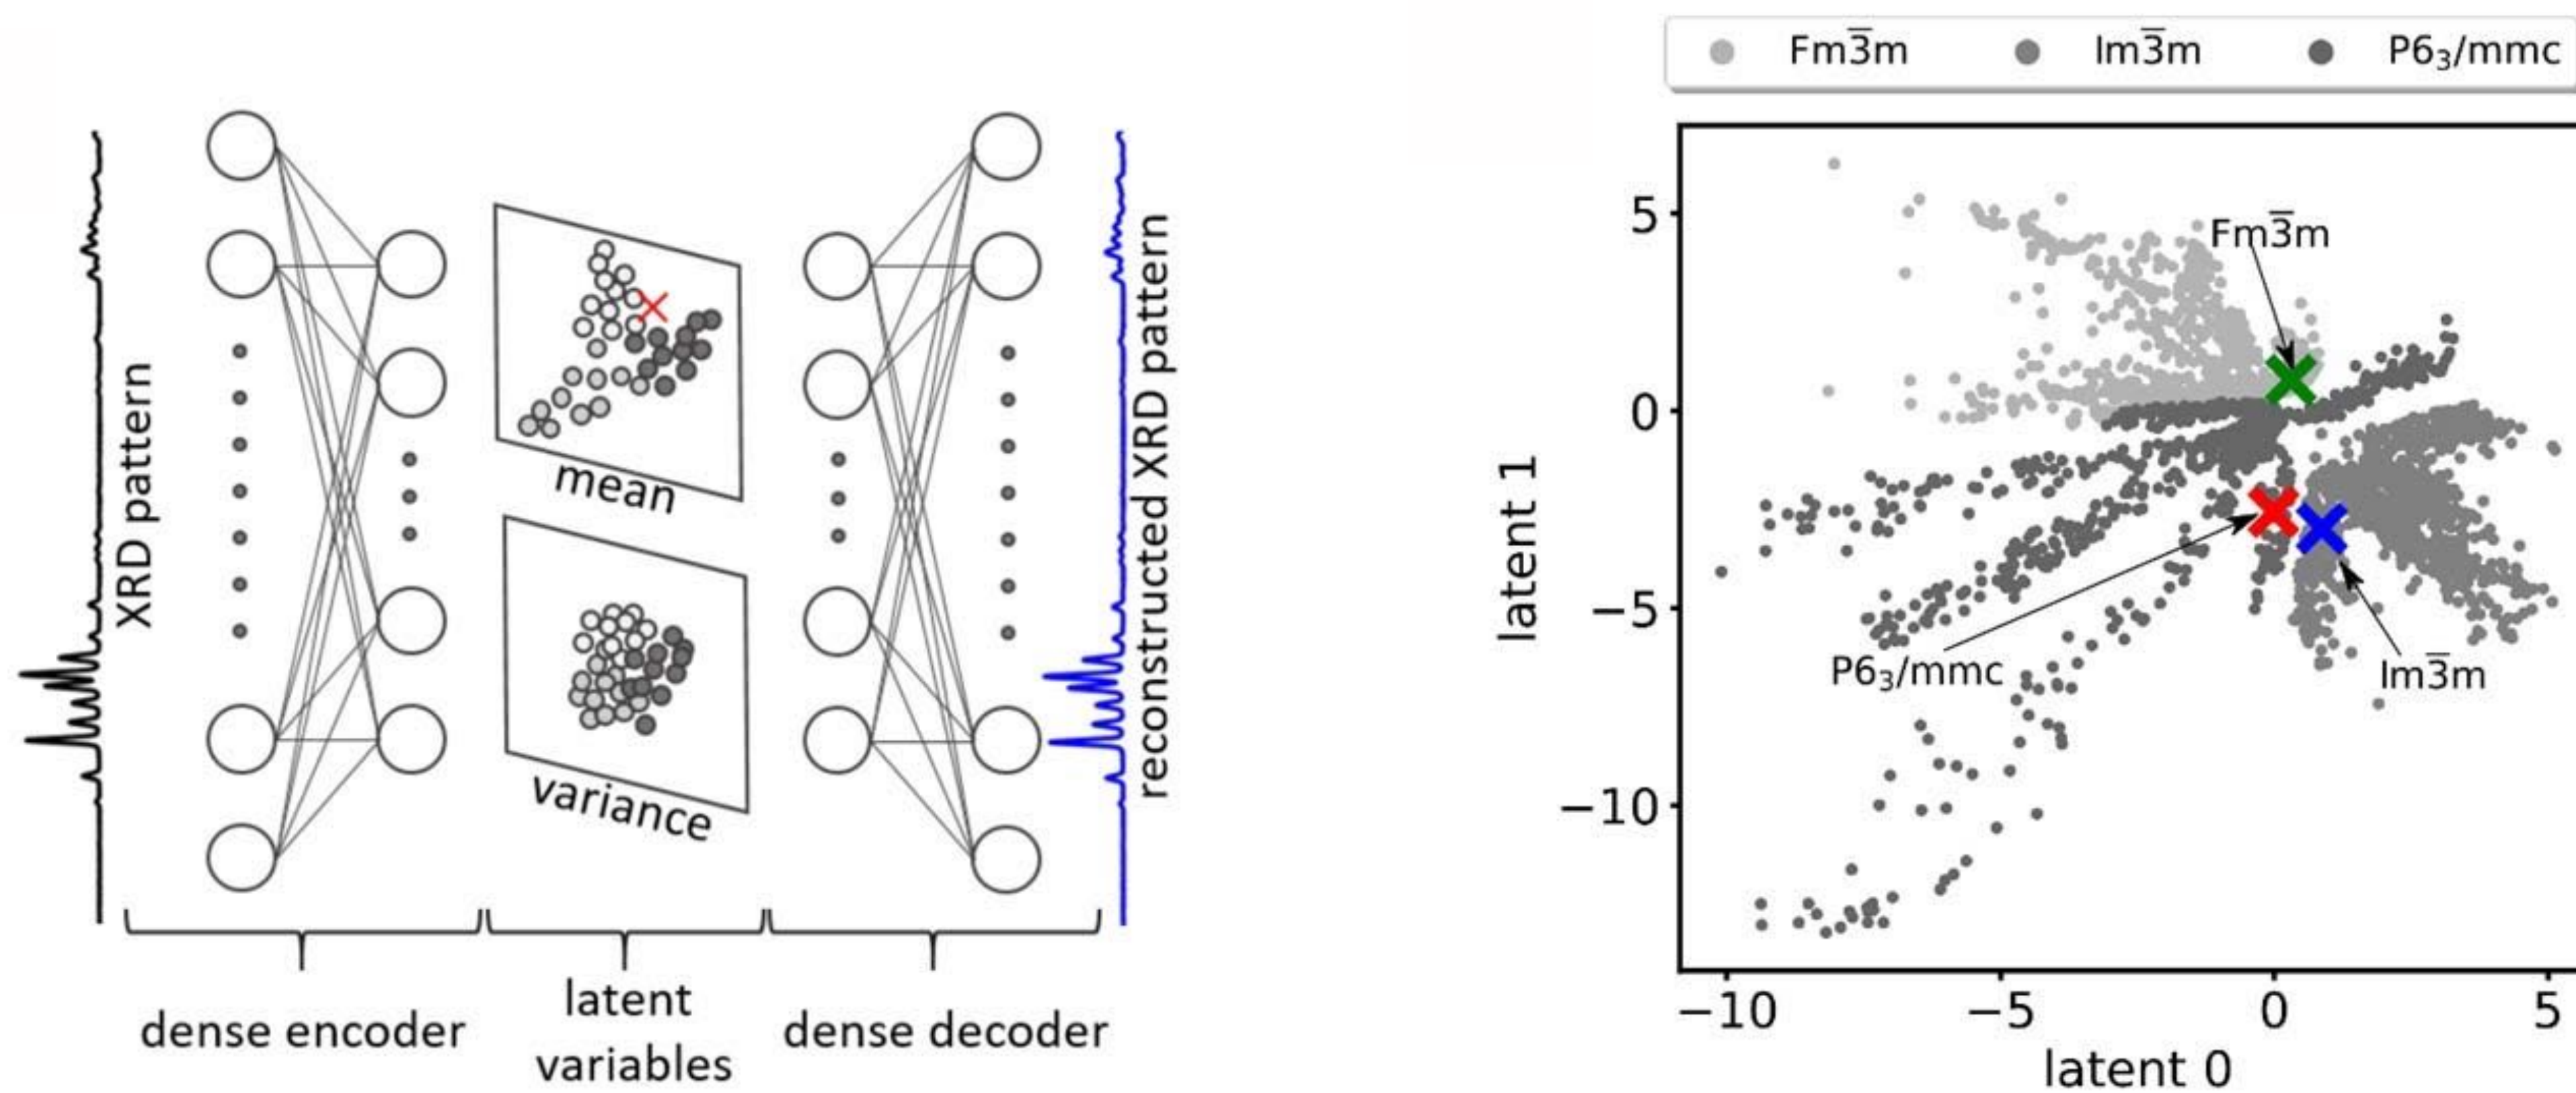 XRD pattern
mean
variance
reconstructed XRD pattern
dense encoder
latent
variables
dense decoder
Fm3̅m Im3̅m P6₃/mmc
5
0
−5
−10
latent 1
Fm3̅m
P6₃/mmc
Im3̅m
−10 −5 0 5
latent 0